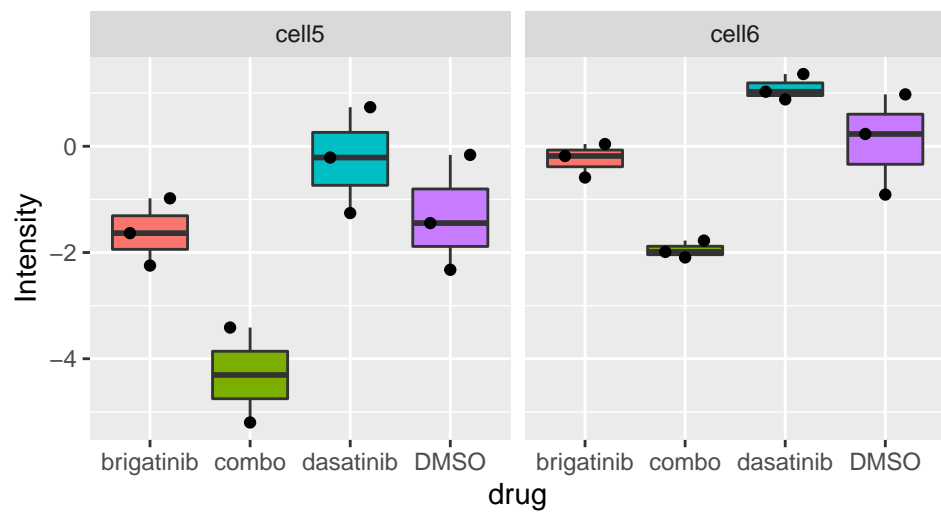 cell5 cell6
Intensity
0
−2
−4
brigatinib combo dasatinib DMSO brigatinib combo dasatinib DMSO
drug